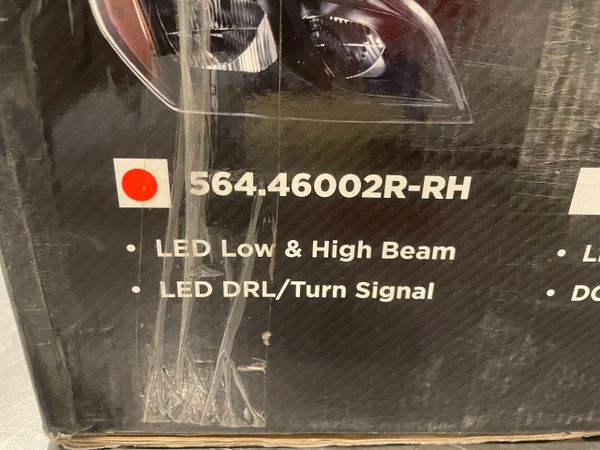 564.46002R-RH
• LED Low & High Beam
• LED DRL/Turn Signal